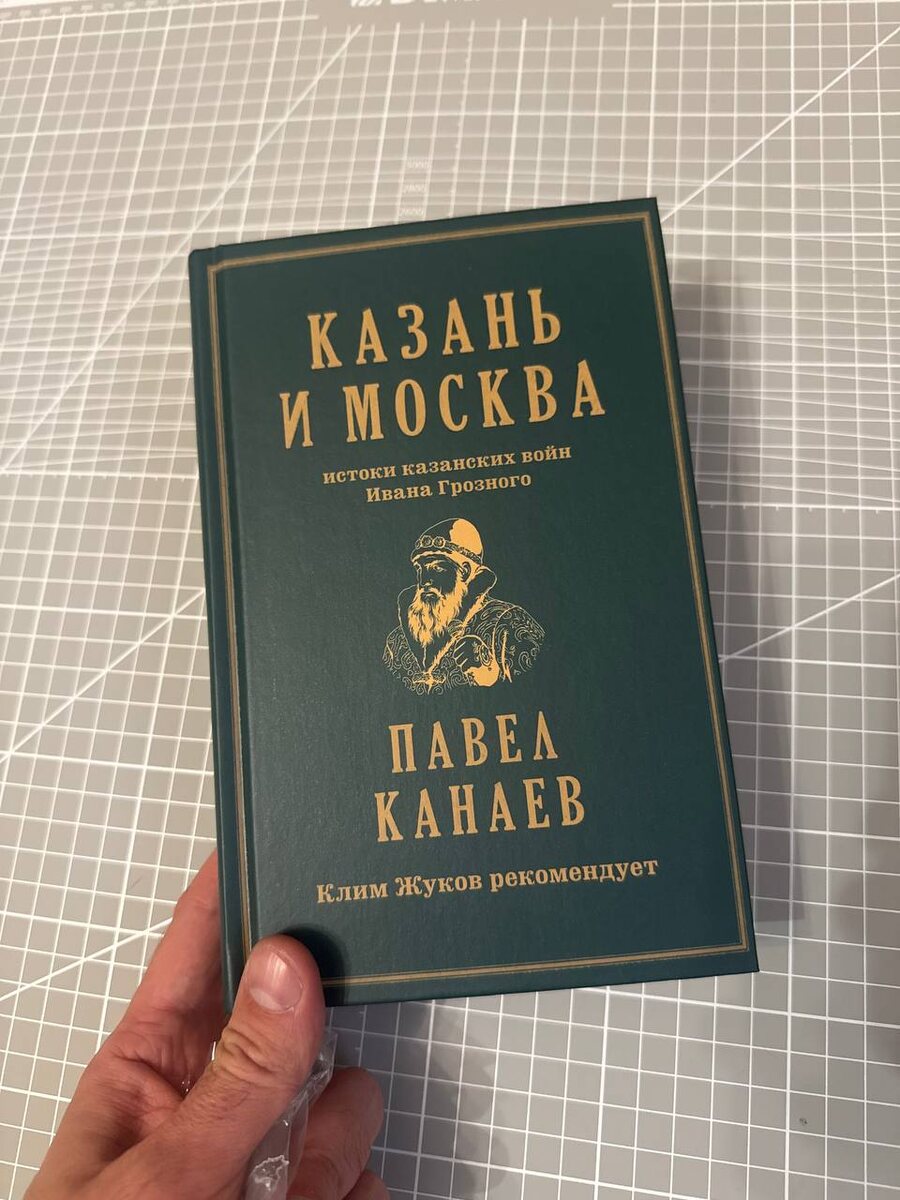 КАЗАНЬ
И МОСКВА
истоки казанских войн
Ивана Грозного
ПАВЕЛ
КАНАЕВ
Клим Жуков рекомендует